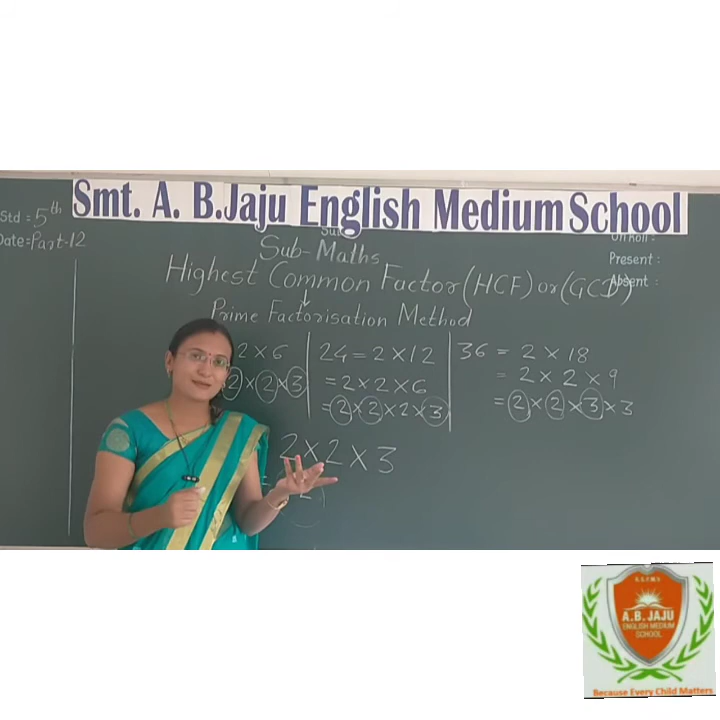 Smt. A. B.Jaju English Medium School
Std = 5th
Date=Part-12
Sub-Maths
On Roll :
Present :
Absent :
Highest Common Factor (HCF) or (GCD)
↓
Prime Factorisation Method
2 × 6
2 × 2 × 3
24 = 2 × 12
= 2 × 2 × 6
= 2 × 2 × 2 × 3
36 = 2 × 18
= 2 × 2 × 9
= 2 × 2 × 3 × 3
2 × 2 × 3
A.B. JAJU
ENGLISH MEDIUM
SCHOOL
Because Every Child Matters